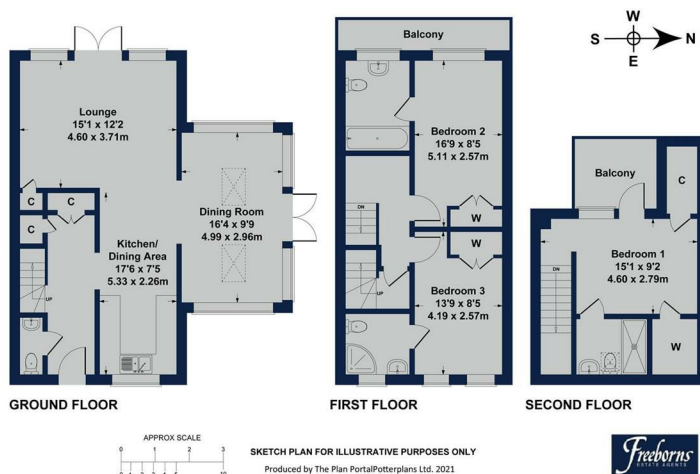 Balcony
W
S
N
E
Lounge
15'1 x 12'2
4.60 x 3.71m
Bedroom 2
16'9 x 8'5
5.11 x 2.57m
Balcony
C
C
C
C
DN
W
Dining Room
16'4 x 9'9
4.99 x 2.96m
Kitchen/
Dining Area
17'6 x 7'5
5.33 x 2.26m
UP
W
UP
Bedroom 3
13'9 x 8'5
4.19 x 2.57m
Bedroom 1
15'1 x 9'2
4.60 x 2.79m
DN
W
GROUND FLOOR
FIRST FLOOR
SECOND FLOOR
APPROX SCALE
0 1 2 3
SKETCH PLAN FOR ILLUSTRATIVE PURPOSES ONLY
Produced by The Plan PortalPotterplans Ltd. 2021
Freeborns
ESTATE AGENTS